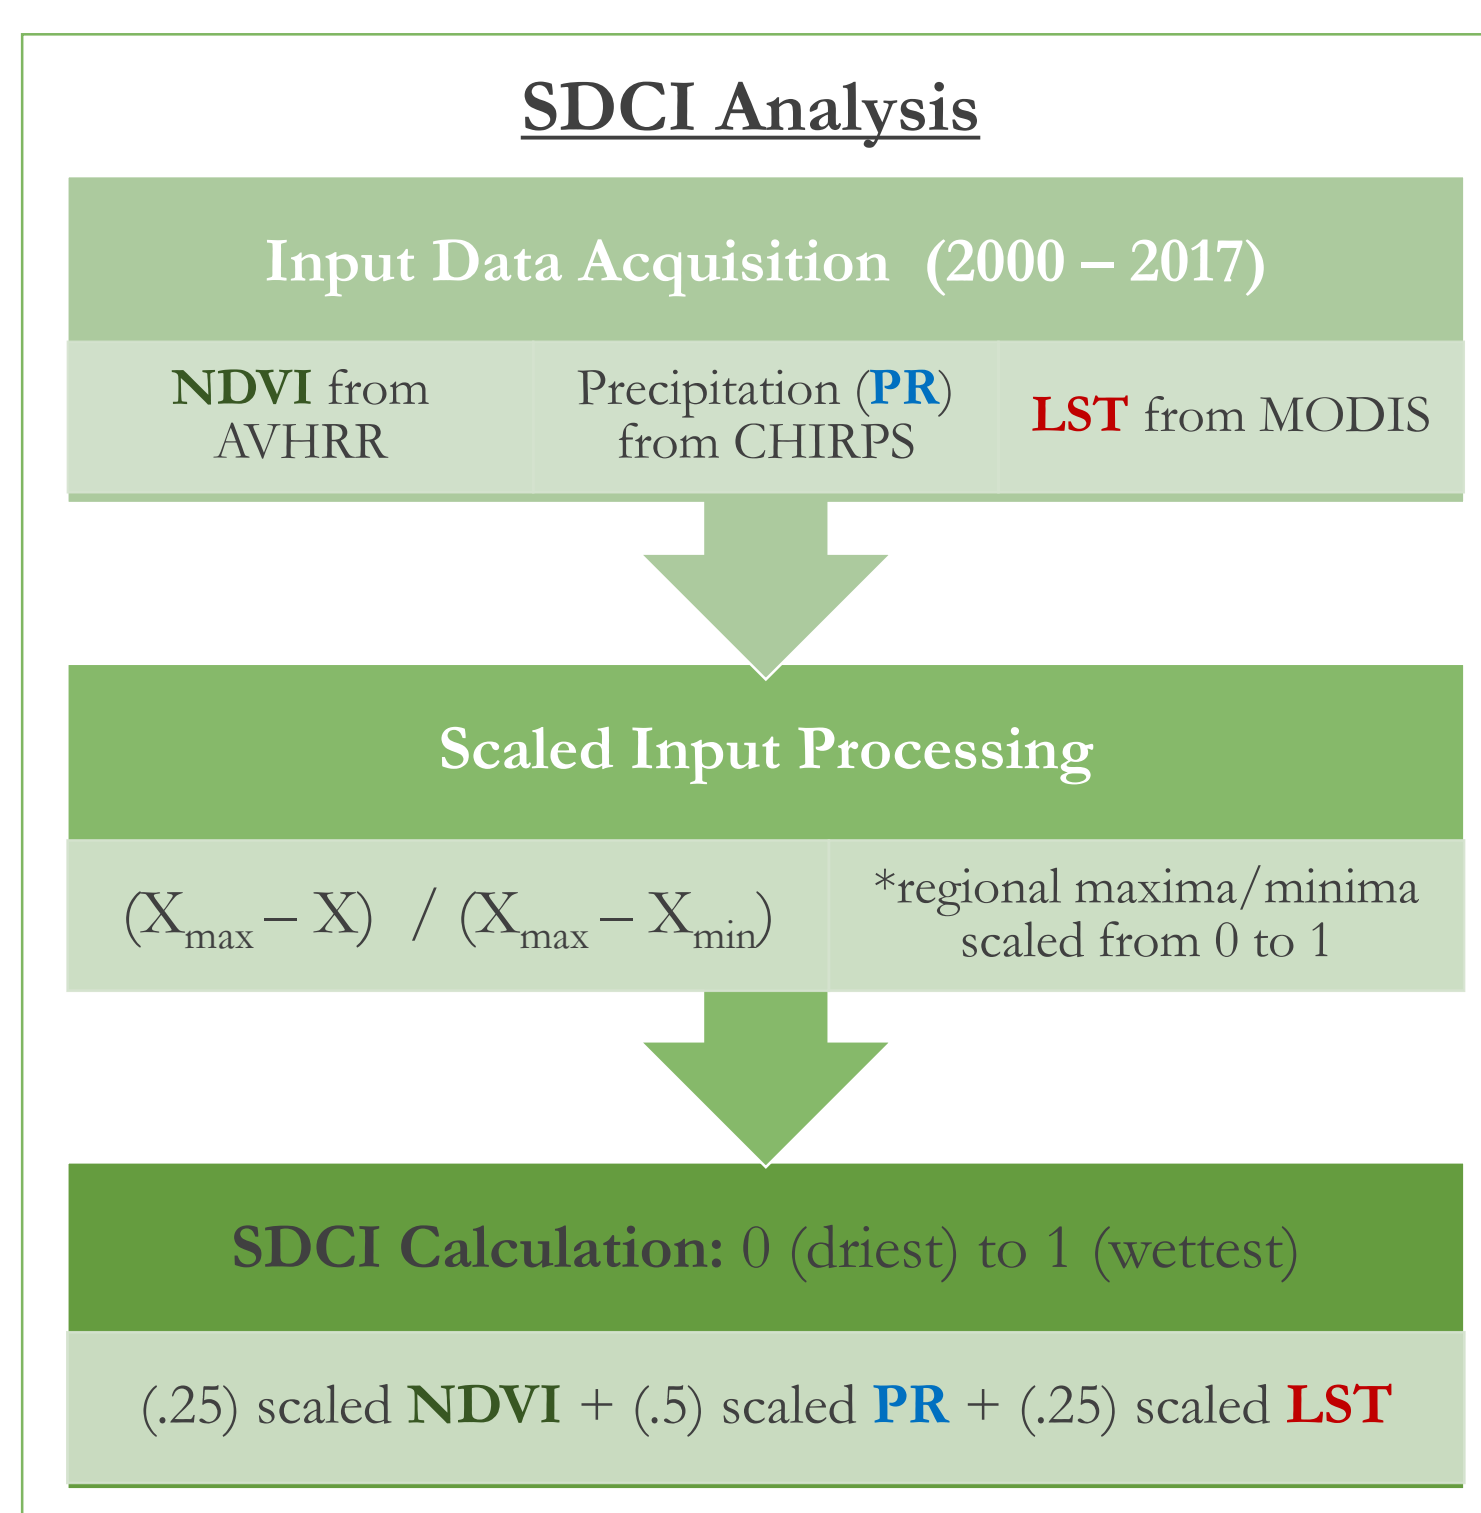 SDCI Analysis
Input Data Acquisition (2000 – 2017)
NDVI from
AVHRR
Precipitation (PR)
from CHIRPS
LST from MODIS
Scaled Input Processing
(Xmax – X) / (Xmax – Xmin)
*regional maxima/minima
scaled from 0 to 1
SDCI Calculation: 0 (driest) to 1 (wettest)
(.25) scaled NDVI + (.5) scaled PR + (.25) scaled LST